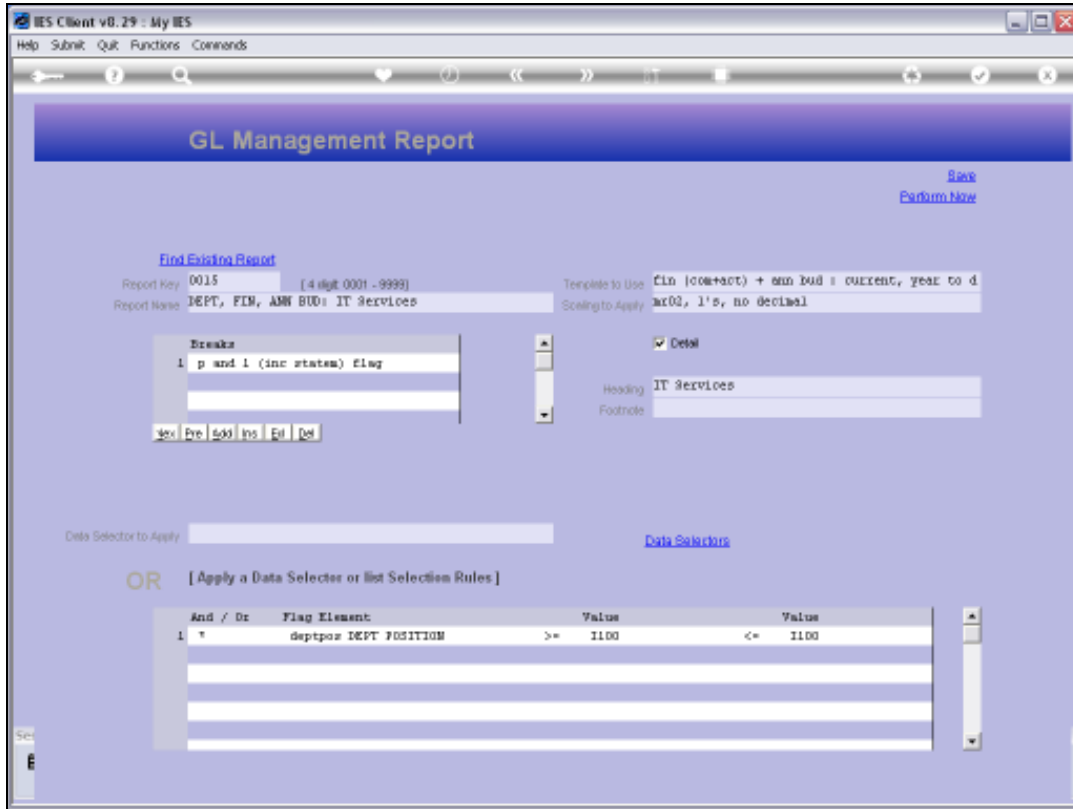 IES Client v8.29 : My IES
Help Submit Quit Functions Commands
GL Management Report
Save
Perform Now
Find Existing Report
Report Key 0015 [ 4 digit: 0001 - 9999]
Template to Use fin (com+act) + ann bud : current, year to d
Report Name DEPT, FIN, ANN BUD: IT Services
Scaling to Apply mr02, 1's, no decimal
Breaks
1 p and l (inc statem) flag
Detail
Heading IT Services
Footnote
Nex Pre Add Ins Ed Del
Data Selector to Apply
Data Selectors
OR [ Apply a Data Selector or list Selection Rules ]
And / Or Flag Element Value Value
1 deptpos DEPT POSITION >= I100 <= I100